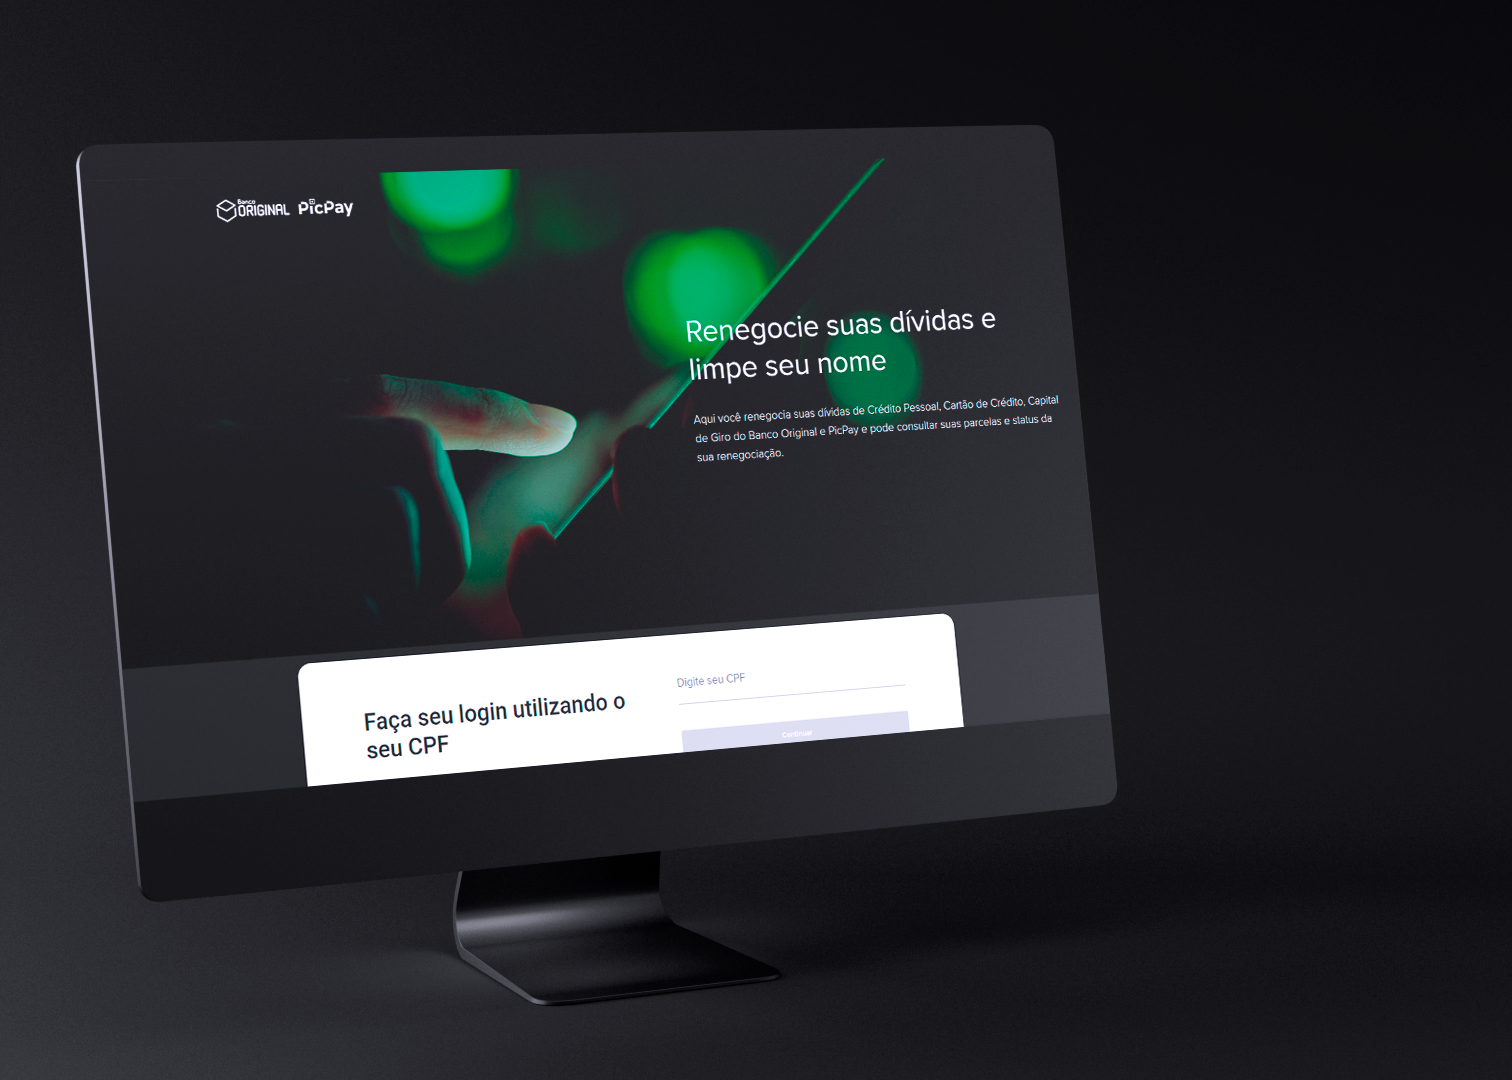 Banco
ORIGINAL PicPay
Renegocie suas dívidas e
limpe seu nome
Aqui você renegocia suas dívidas de Crédito Pessoal, Cartão de Crédito, Capital
de Giro do Banco Original e PicPay e pode consultar suas parcelas e status da
sua renegociação.
Faça seu login utilizando o
seu CPF
Digite seu CPF
Continuar